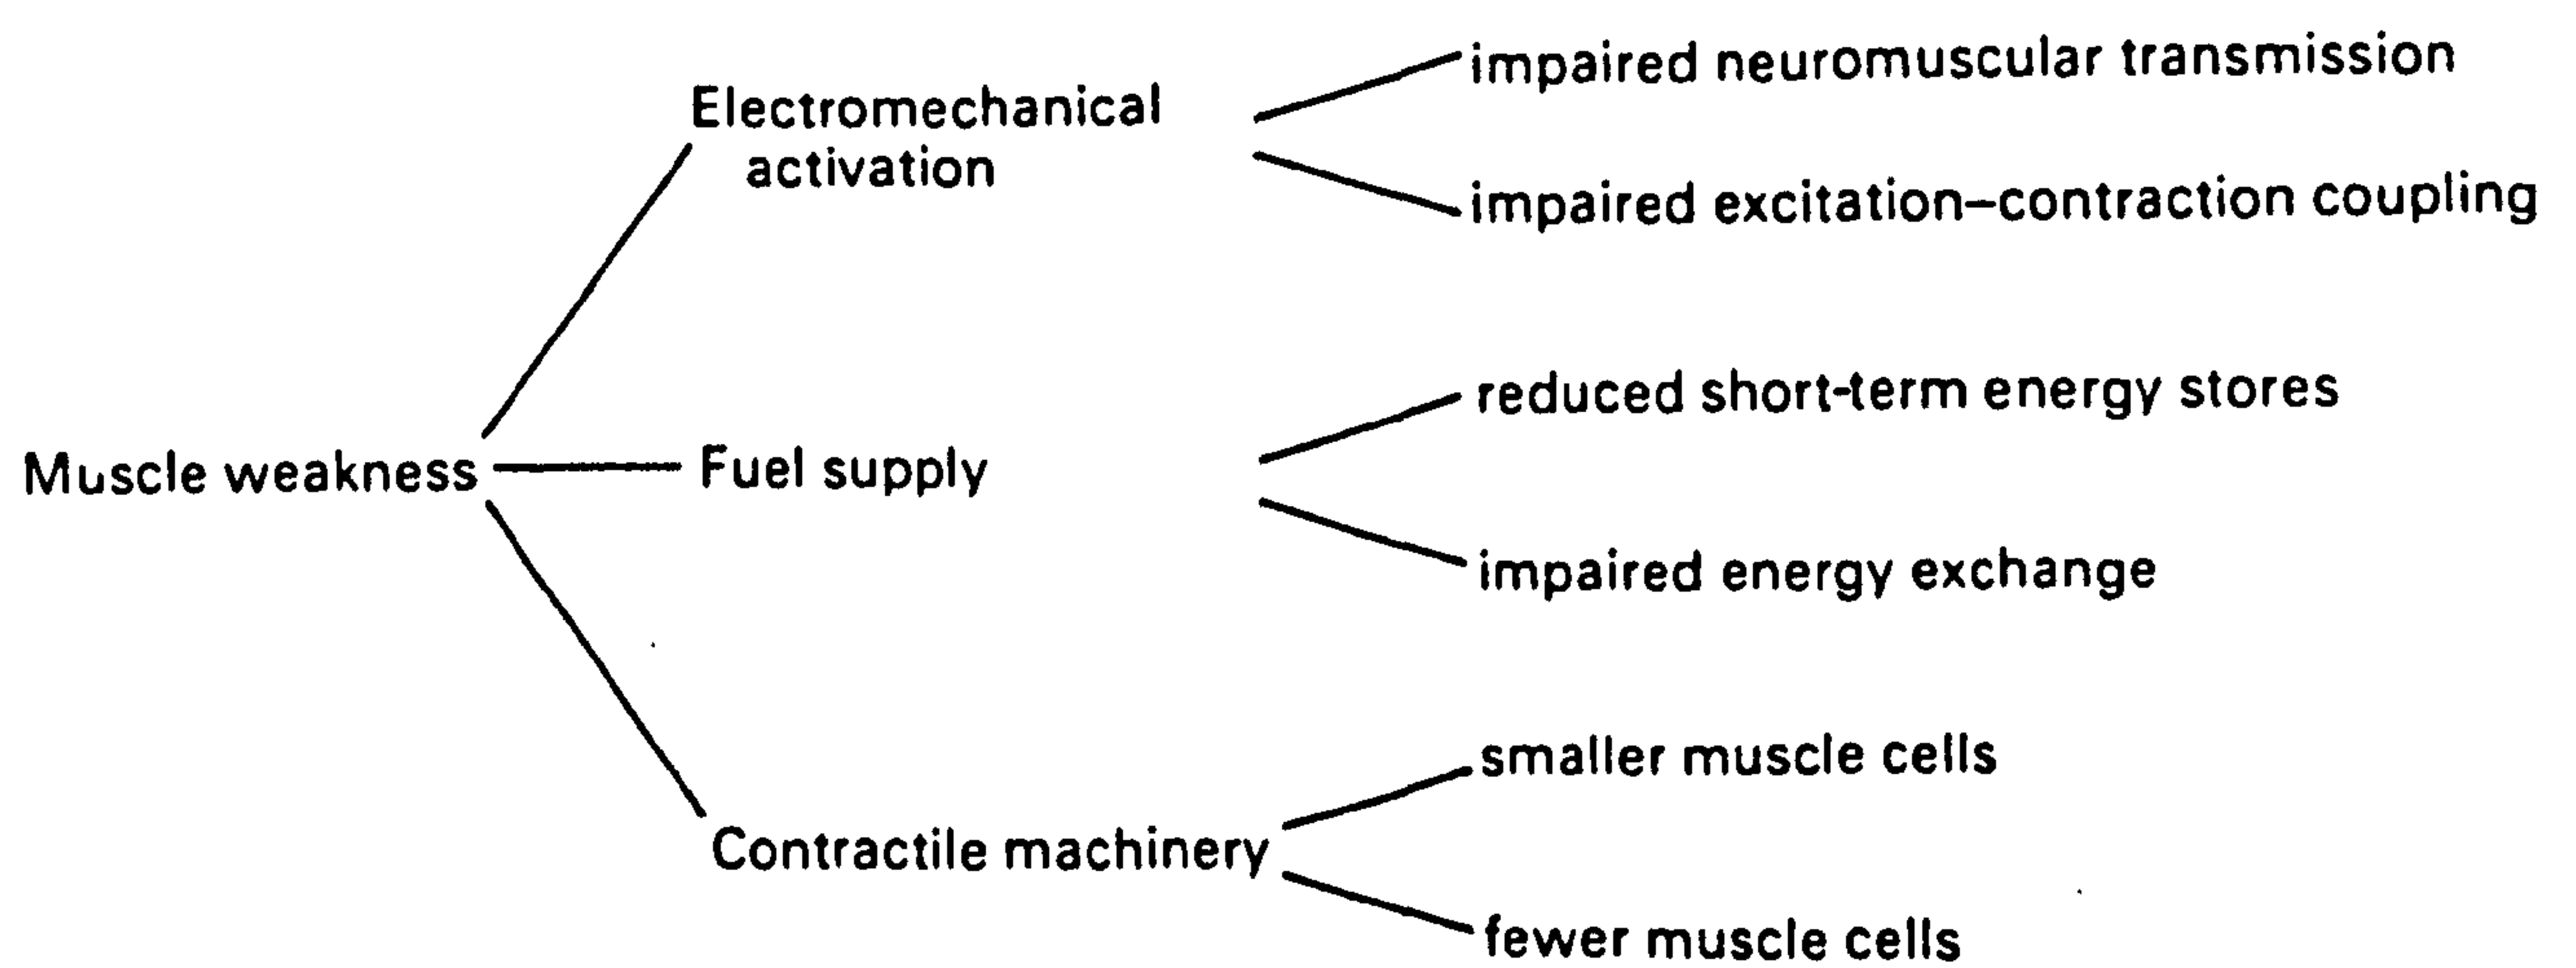 impaired neuromuscular transmission
Electromechanical
activation
impaired excitation–contraction coupling
reduced short-term energy stores
Muscle weakness
Fuel supply
impaired energy exchange
smaller muscle cells
Contractile machinery
fewer muscle cells